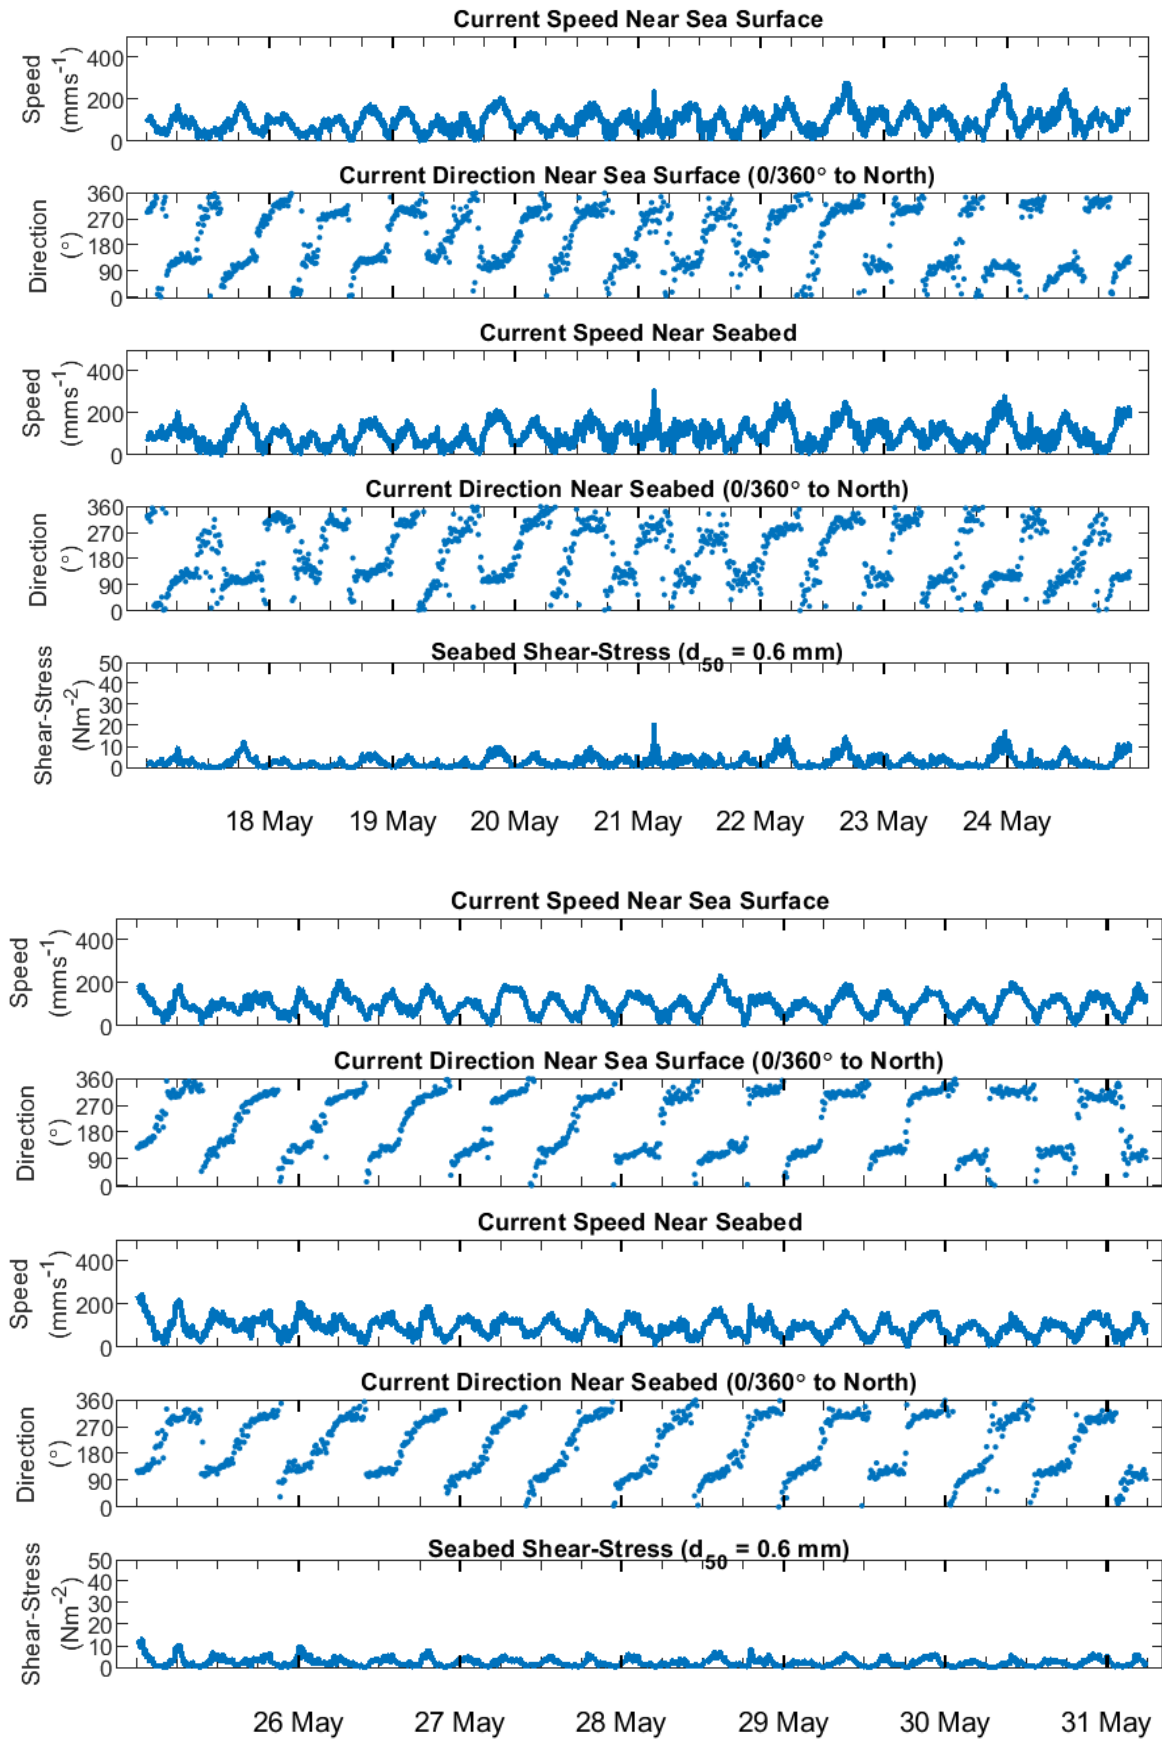 Current Speed Near Sea Surface
Speed
(mms⁻¹)
400
200
0
Current Direction Near Sea Surface (0/360° to North)
Direction
(°)
360
270
180
90
0
Current Speed Near Seabed
Speed
(mms⁻¹)
400
200
0
Current Direction Near Seabed (0/360° to North)
Direction
(°)
360
270
180
90
0
Seabed Shear-Stress (d₅₀ = 0.6 mm)
Shear-Stress
(Nm⁻²)
50
40
30
20
10
0
18 May 19 May 20 May 21 May 22 May 23 May 24 May
Current Speed Near Sea Surface
Speed
(mms⁻¹)
400
200
0
Current Direction Near Sea Surface (0/360° to North)
Direction
(°)
360
270
180
90
0
Current Speed Near Seabed
Speed
(mms⁻¹)
400
200
0
Current Direction Near Seabed (0/360° to North)
Direction
(°)
360
270
180
90
0
Seabed Shear-Stress (d₅₀ = 0.6 mm)
Shear-Stress
(Nm⁻²)
50
40
30
20
10
0
26 May 27 May 28 May 29 May 30 May 31 May